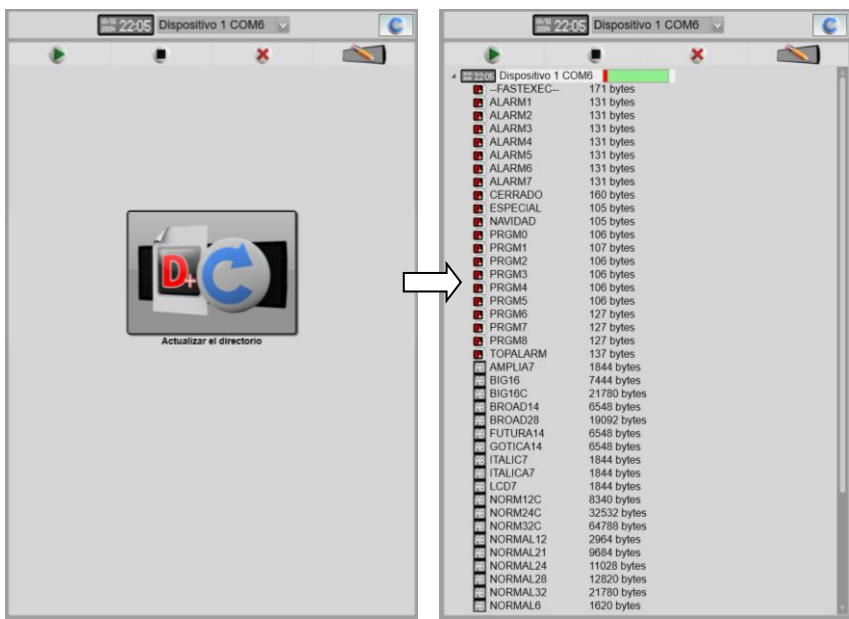 22:05 Dispositivo 1 COM6
D+
Actualizar el directorio
22:05 Dispositivo 1 COM6
22:05 Dispositivo 1 COM6
--FASTEXEC-- 171 bytes
ALARM1 131 bytes
ALARM2 131 bytes
ALARM3 131 bytes
ALARM4 131 bytes
ALARM5 131 bytes
ALARM6 131 bytes
ALARM7 131 bytes
CERRADO 160 bytes
ESPECIAL 105 bytes
NAVIDAD 105 bytes
PRGM0 106 bytes
PRGM1 107 bytes
PRGM2 106 bytes
PRGM3 106 bytes
PRGM4 106 bytes
PRGM5 106 bytes
PRGM6 127 bytes
PRGM7 127 bytes
PRGM8 127 bytes
TOPALARM 137 bytes
AMPLIA7 1844 bytes
BIG16 7444 bytes
BIG16C 21780 bytes
BROAD14 6548 bytes
BROAD28 19092 bytes
FUTURA14 6548 bytes
GOTICA14 6548 bytes
ITALIC7 1844 bytes
ITALICA7 1844 bytes
LCD7 1844 bytes
NORM12C 8340 bytes
NORM24C 32532 bytes
NORM32C 64788 bytes
NORMAL12 2964 bytes
NORMAL21 9684 bytes
NORMAL24 11028 bytes
NORMAL28 12820 bytes
NORMAL32 21780 bytes
NORMAL6 1620 bytes